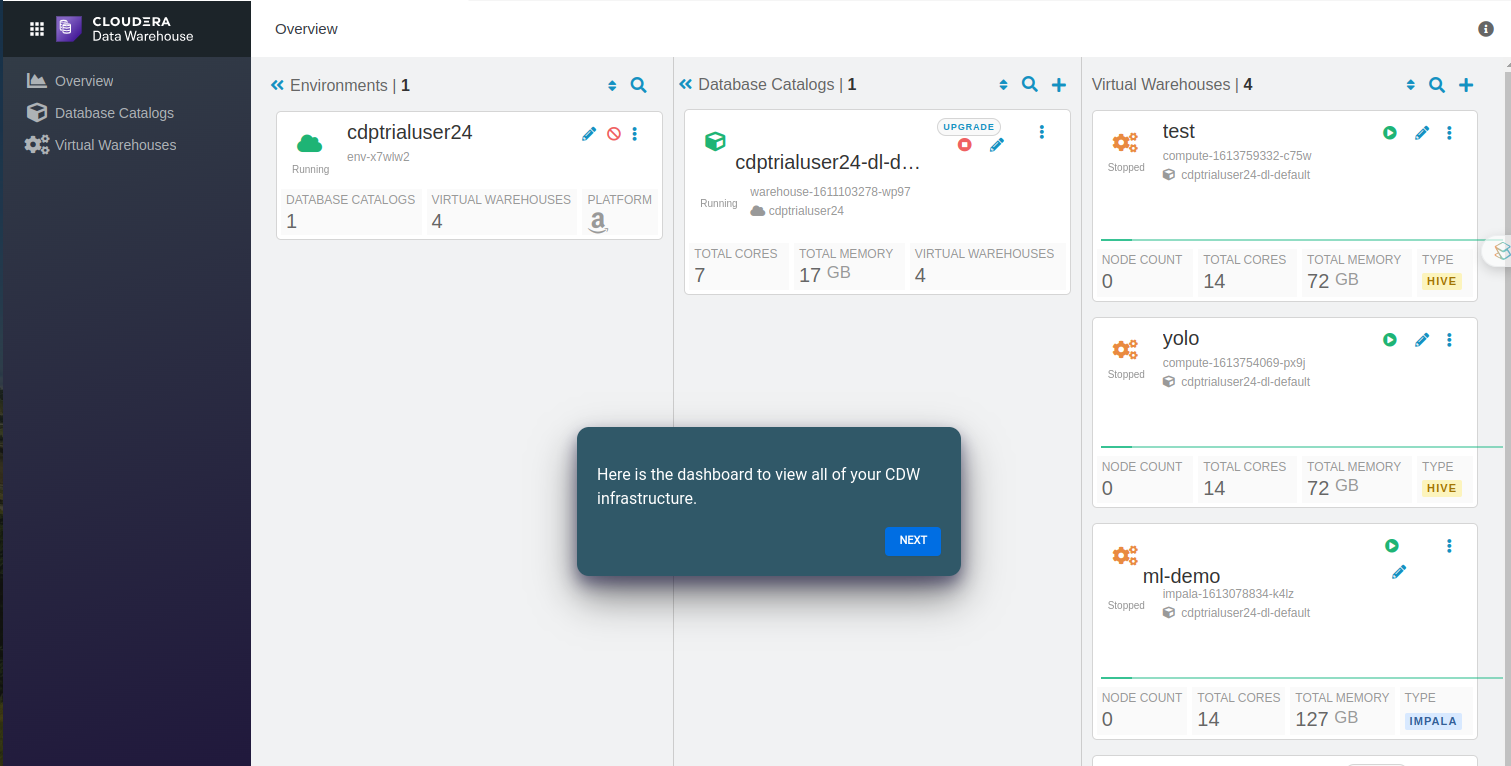 CLOUDERA
Data Warehouse
Overview
Database Catalogs
Virtual Warehouses
Overview
Environments | 1
cdptrialuser24
env-x7wlw2
Running
DATABASE CATALOGS
1
VIRTUAL WAREHOUSES
4
PLATFORM
a
Database Catalogs | 1
UPGRADE
cdptrialuser24-dl-d…
Running
warehouse-1611103278-wp97
cdptrialuser24
TOTAL CORES
7
TOTAL MEMORY
17 GB
VIRTUAL WAREHOUSES
4
Here is the dashboard to view all of your CDW
infrastructure.
NEXT
Virtual Warehouses | 4
test
compute-1613759332-c75w
Stopped
cdptrialuser24-dl-default
NODE COUNT
0
TOTAL CORES
14
TOTAL MEMORY
72 GB
TYPE
HIVE
yolo
compute-1613754069-px9j
Stopped
cdptrialuser24-dl-default
NODE COUNT
0
TOTAL CORES
14
TOTAL MEMORY
72 GB
TYPE
HIVE
ml-demo
impala-1613078834-k4lz
Stopped
cdptrialuser24-dl-default
NODE COUNT
0
TOTAL CORES
14
TOTAL MEMORY
127 GB
TYPE
IMPALA